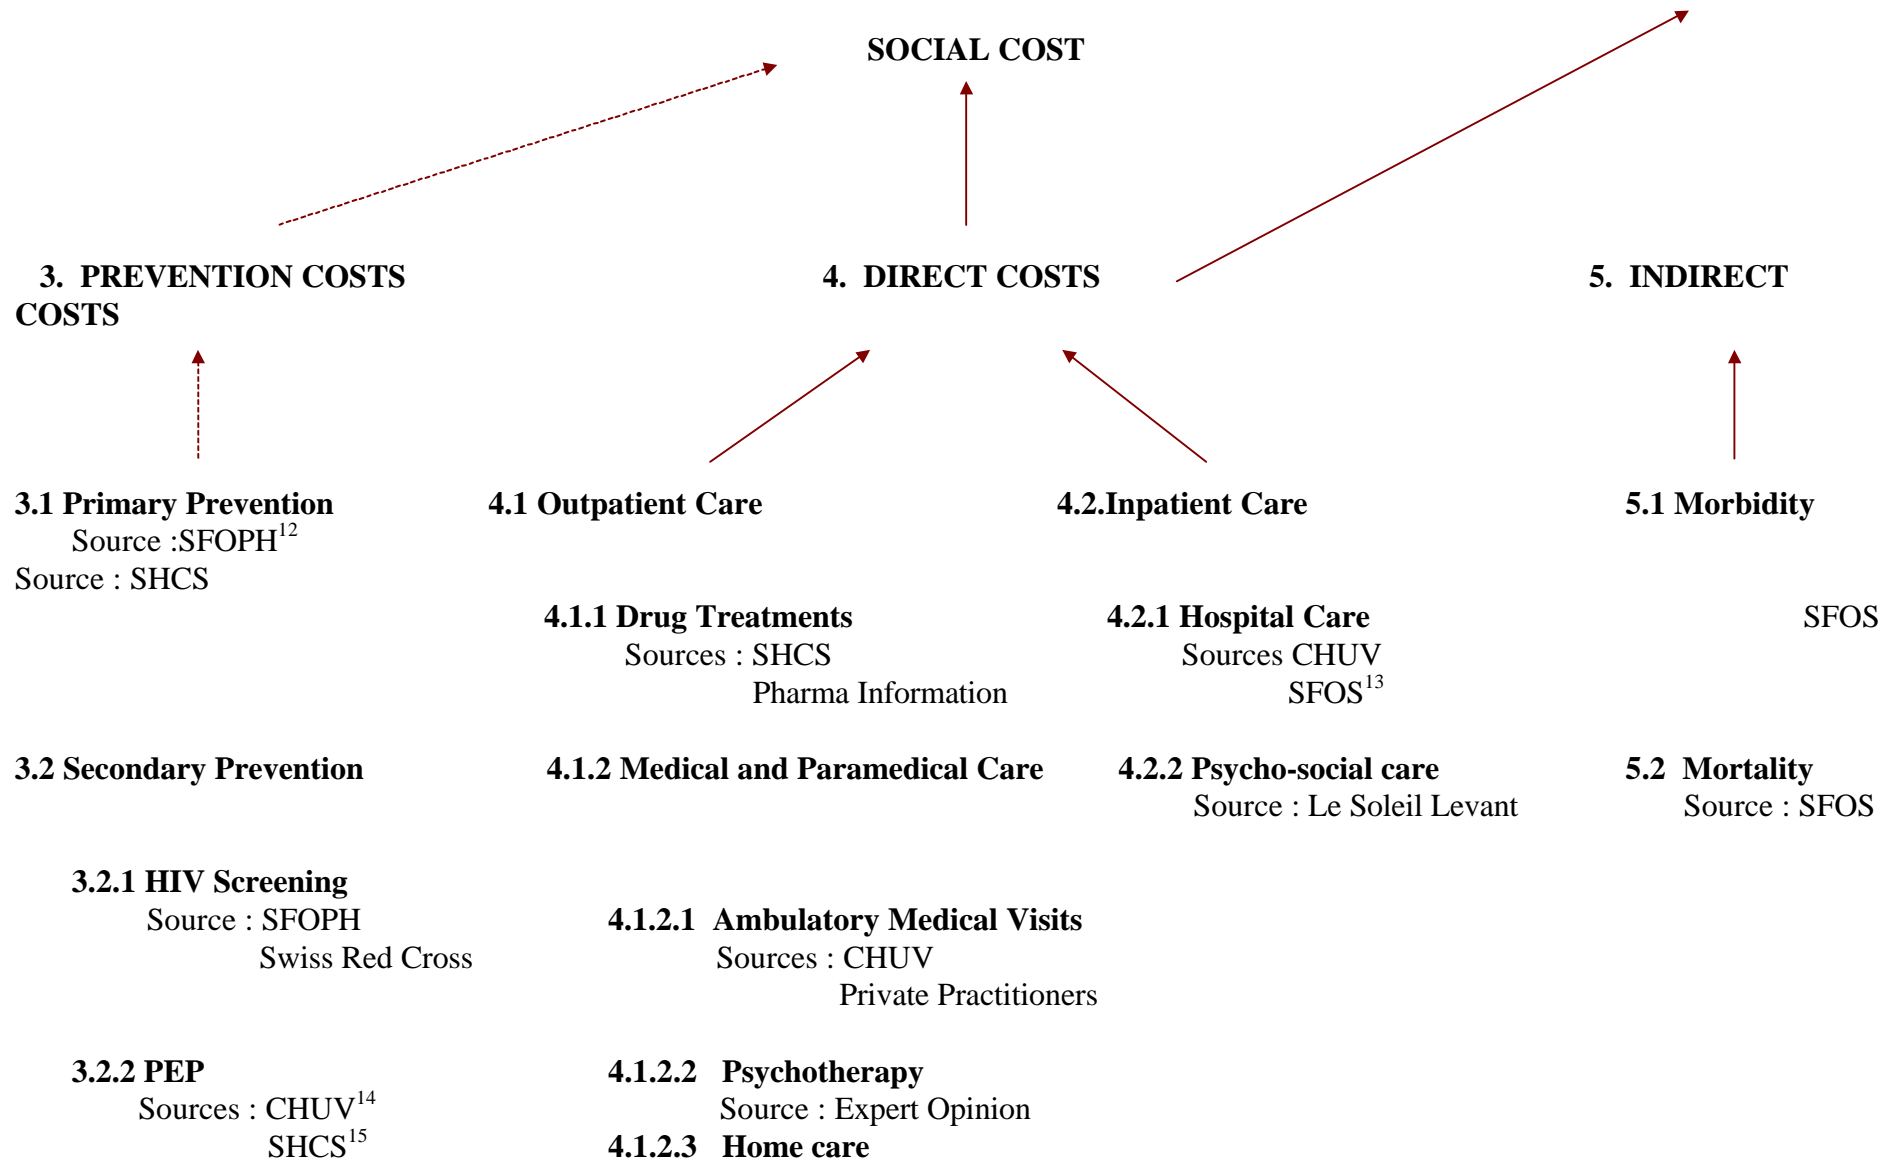 SOCIAL COST
3. PREVENTION COSTS 4. DIRECT COSTS 5. INDIRECT
COSTS
3.1 Primary Prevention 4.1 Outpatient Care 4.2.Inpatient Care 5.1 Morbidity
Source :SFOPH12
Source : SHCS
4.1.1 Drug Treatments 4.2.1 Hospital Care SFOS
Sources : SHCS Sources CHUV
Pharma Information SFOS13
3.2 Secondary Prevention 4.1.2 Medical and Paramedical Care 4.2.2 Psycho-social care 5.2 Mortality
Source : Le Soleil Levant Source : SFOS
3.2.1 HIV Screening
Source : SFOPH 4.1.2.1 Ambulatory Medical Visits
Swiss Red Cross Sources : CHUV
Private Practitioners
3.2.2 PEP 4.1.2.2 Psychotherapy
Sources : CHUV14 Source : Expert Opinion
SHCS15 4.1.2.3 Home care